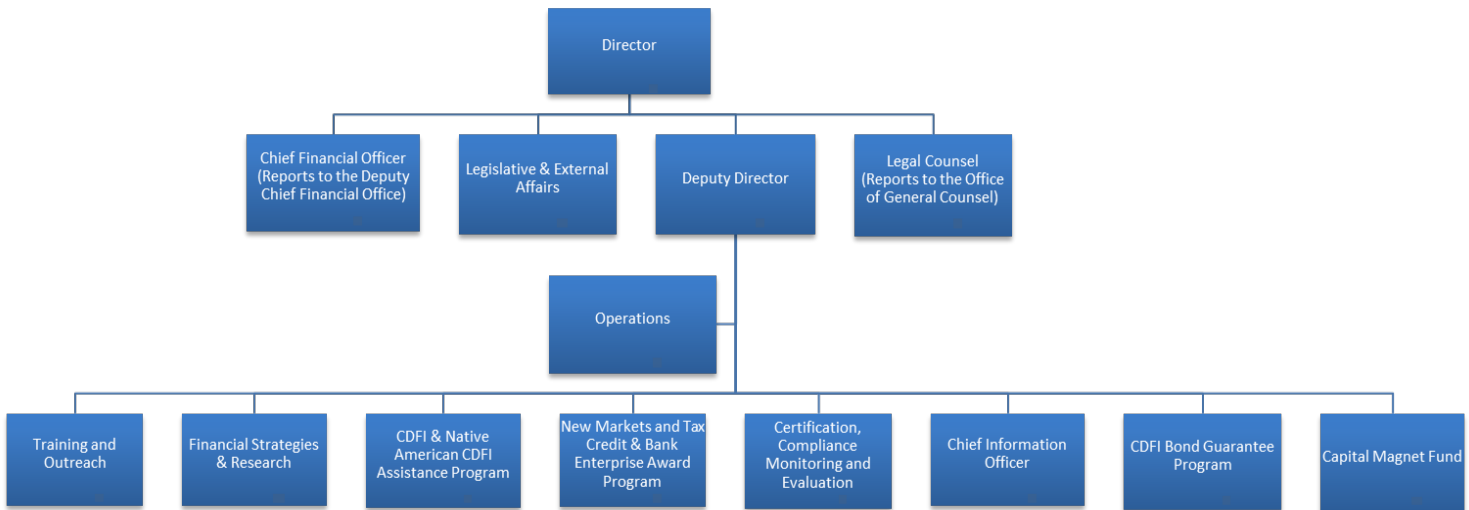 Director
Chief Financial Officer
(Reports to the Deputy
Chief Financial Office)
Legislative & External
Affairs
Deputy Director
Legal Counsel
(Reports to the Office
of General Counsel)
Operations
Training and
Outreach
Financial Strategies
& Research
CDFI & Native
American CDFI
Assistance Program
New Markets and Tax
Credit & Bank
Enterprise Award
Program
Certification,
Compliance
Monitoring and
Evaluation
Chief Information
Officer
CDFI Bond Guarantee
Program
Capital Magnet Fund